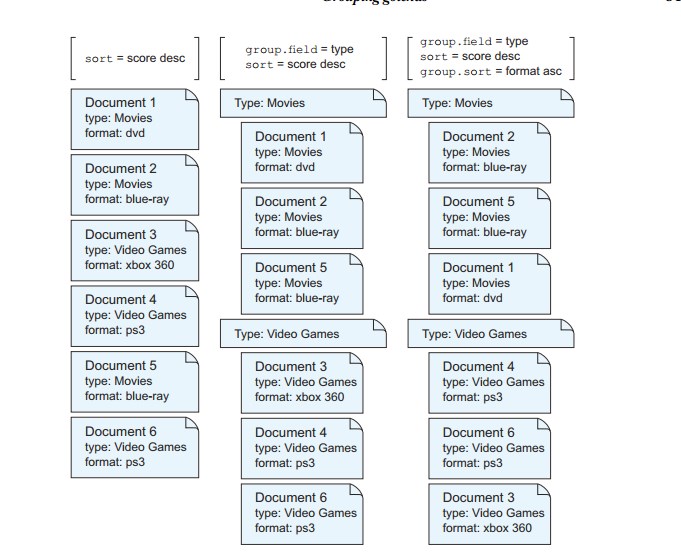 Grouping gotchas
sort = score desc
Document 1
type: Movies
format: dvd
Document 2
type: Movies
format: blue-ray
Document 3
type: Video Games
format: xbox 360
Document 4
type: Video Games
format: ps3
Document 5
type: Movies
format: blue-ray
Document 6
type: Video Games
format: ps3
group.field = type
sort = score desc
Type: Movies
Document 1
type: Movies
format: dvd
Document 2
type: Movies
format: blue-ray
Document 5
type: Movies
format: blue-ray
Type: Video Games
Document 3
type: Video Games
format: xbox 360
Document 4
type: Video Games
format: ps3
Document 6
type: Video Games
format: ps3
group.field = type
sort = score desc
group.sort = format asc
Type: Movies
Document 2
type: Movies
format: blue-ray
Document 5
type: Movies
format: blue-ray
Document 1
type: Movies
format: dvd
Type: Video Games
Document 4
type: Video Games
format: ps3
Document 6
type: Video Games
format: ps3
Document 3
type: Video Games
format: xbox 360